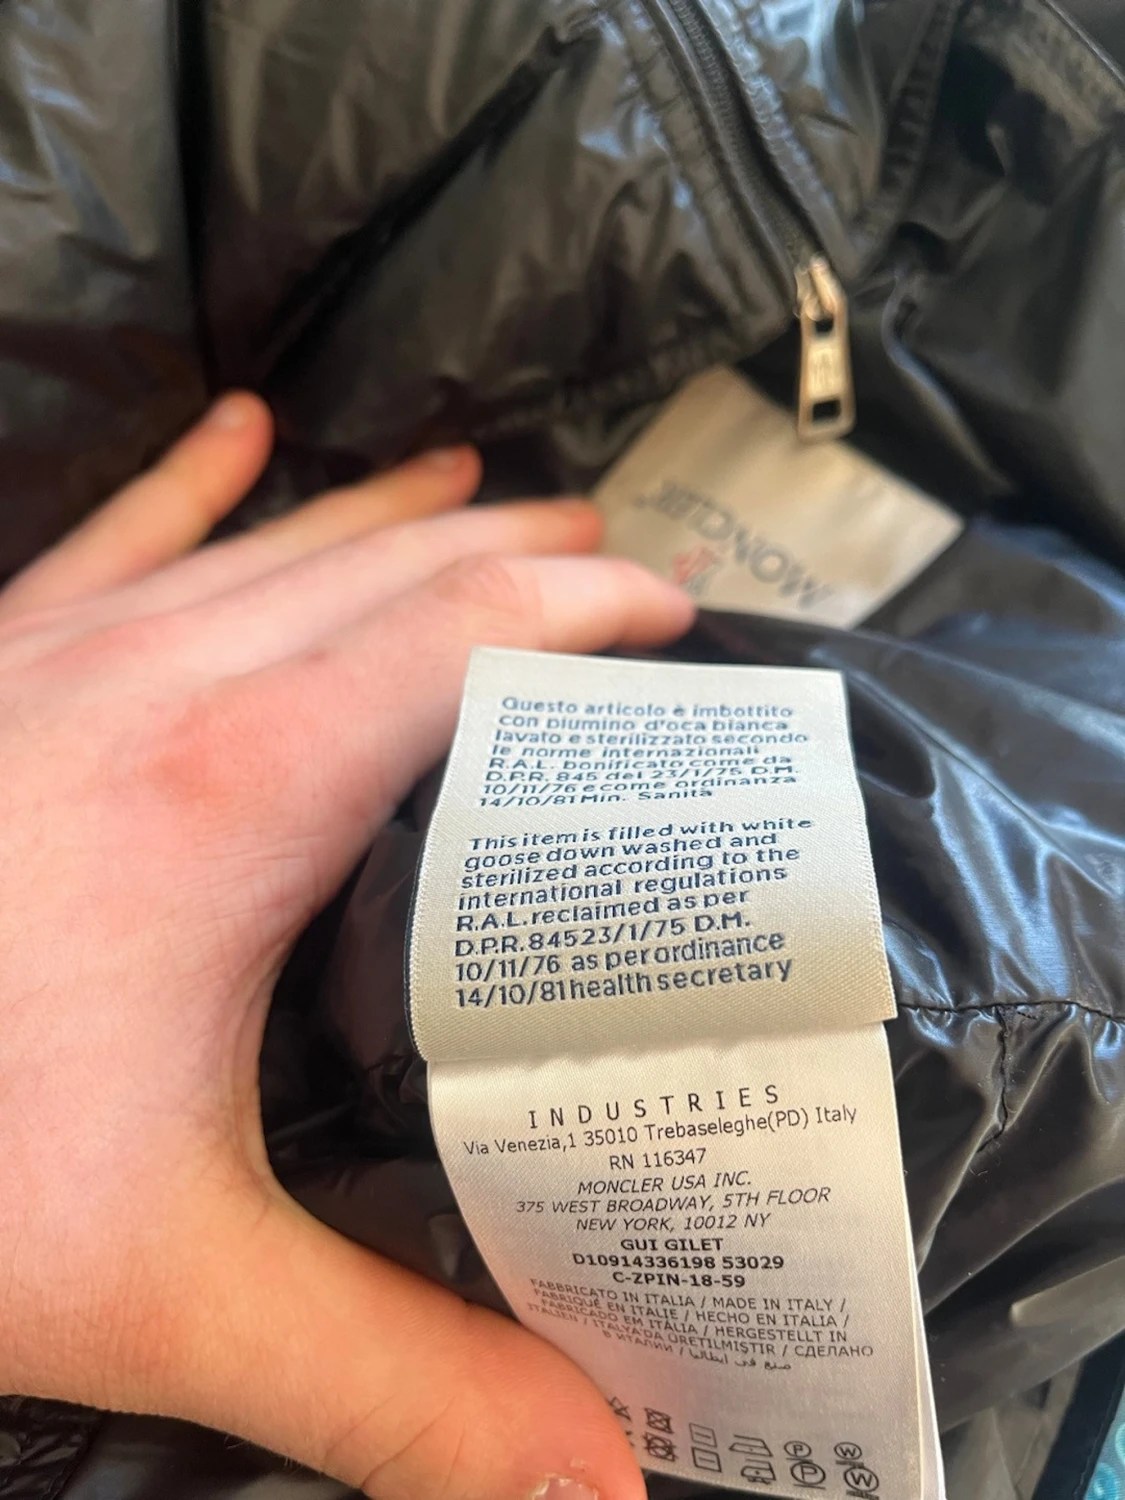 MONCLER
Questo articolo è imbottito
con piumino d'oca bianca
lavato e sterilizzato secondo
le norme internazionali
R.A.L. bonificato come da
D.P.R. 845 del 23/1/75 D.M.
10/11/76 e come ordinanza
14/10/81 Min. Sanità
This item is filled with white
goose down washed and
sterilized according to the
international regulations
R.A.L. reclaimed as per
D.P.R. 845 23/1/75 D.M.
10/11/76 as per ordinance
14/10/81 health secretary
INDUSTRIES
Via Venezia,1 35010 Trebaseleghe(PD) Italy
RN 116347
MONCLER USA INC.
375 WEST BROADWAY, 5TH FLOOR
NEW YORK, 10012 NY
GUI GILET
D10914336198 53029
C-ZPIN-18-59
FABBRICATO IN ITALIA / MADE IN ITALY /
FABRIQUÉ EN ITALIE / HECHO EN ITALIA /
FABRICADO EM ITÁLIA / HERGESTELLT IN
ITALIEN / ITALYA'DA ÜRETILMIŞTIR / СДЕЛАНО
В ИТАЛИИ / صنع في ايطاليا
P W
P W